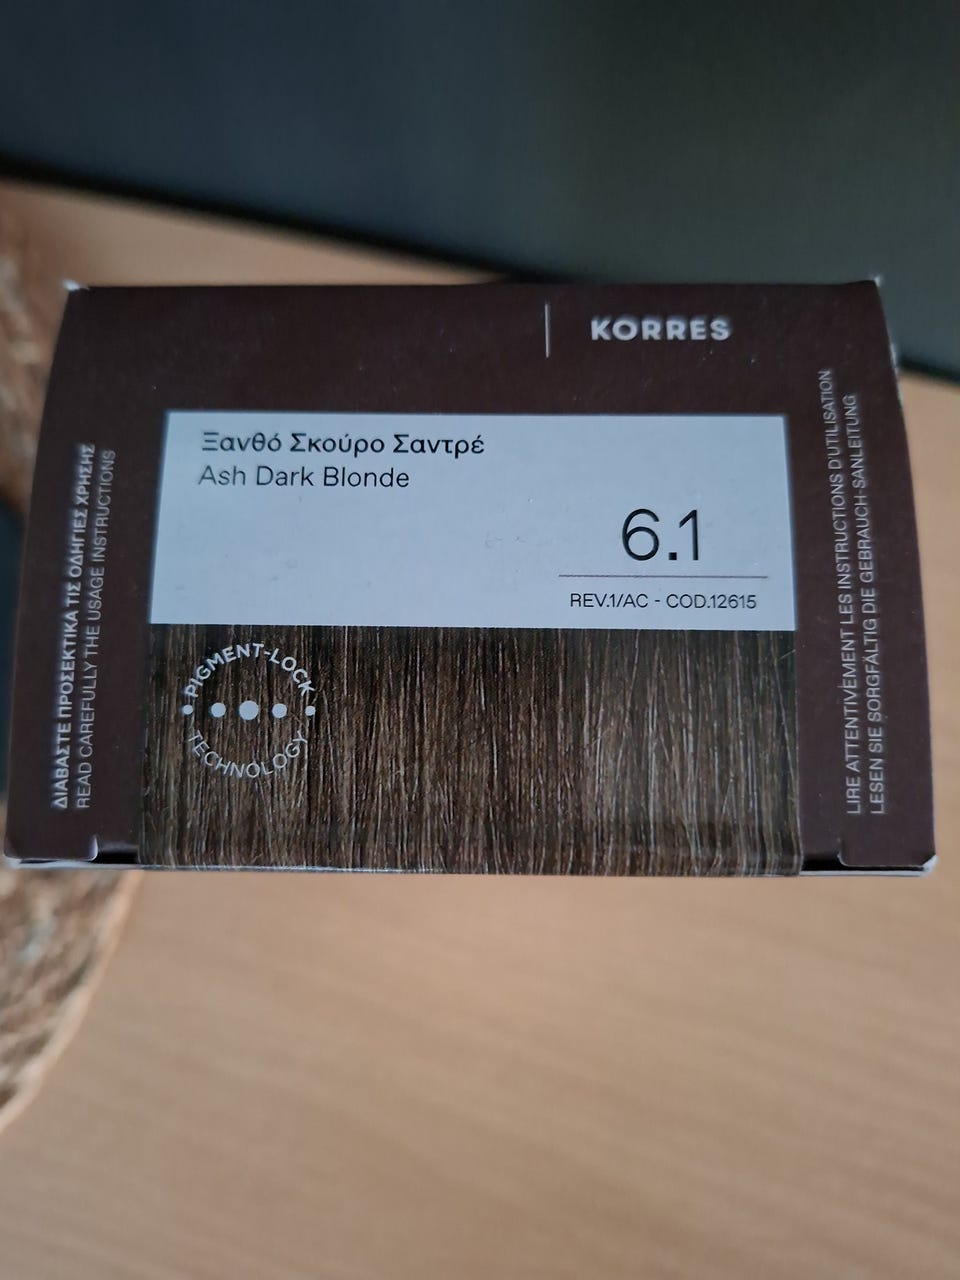 KORRES
Ξανθό Σκούρο Σαντρέ
Ash Dark Blonde
6.1
REV.1/AC - COD.12615
PIGMENT-LOCK
TECHNOLOGY
ΔΙΑΒΑΣΤΕ ΠΡΟΣΕΚΤΙΚΑ ΤΙΣ ΟΔΗΓΙΕΣ ΧΡΗΣΗΣ
READ CAREFULLY THE USAGE INSTRUCTIONS
LIRE ATTENTIVEMENT LES INSTRUCTIONS D'UTILISATION
LESEN SIE SORGFÄLTIG DIE GEBRAUCH-SANLEITUNG